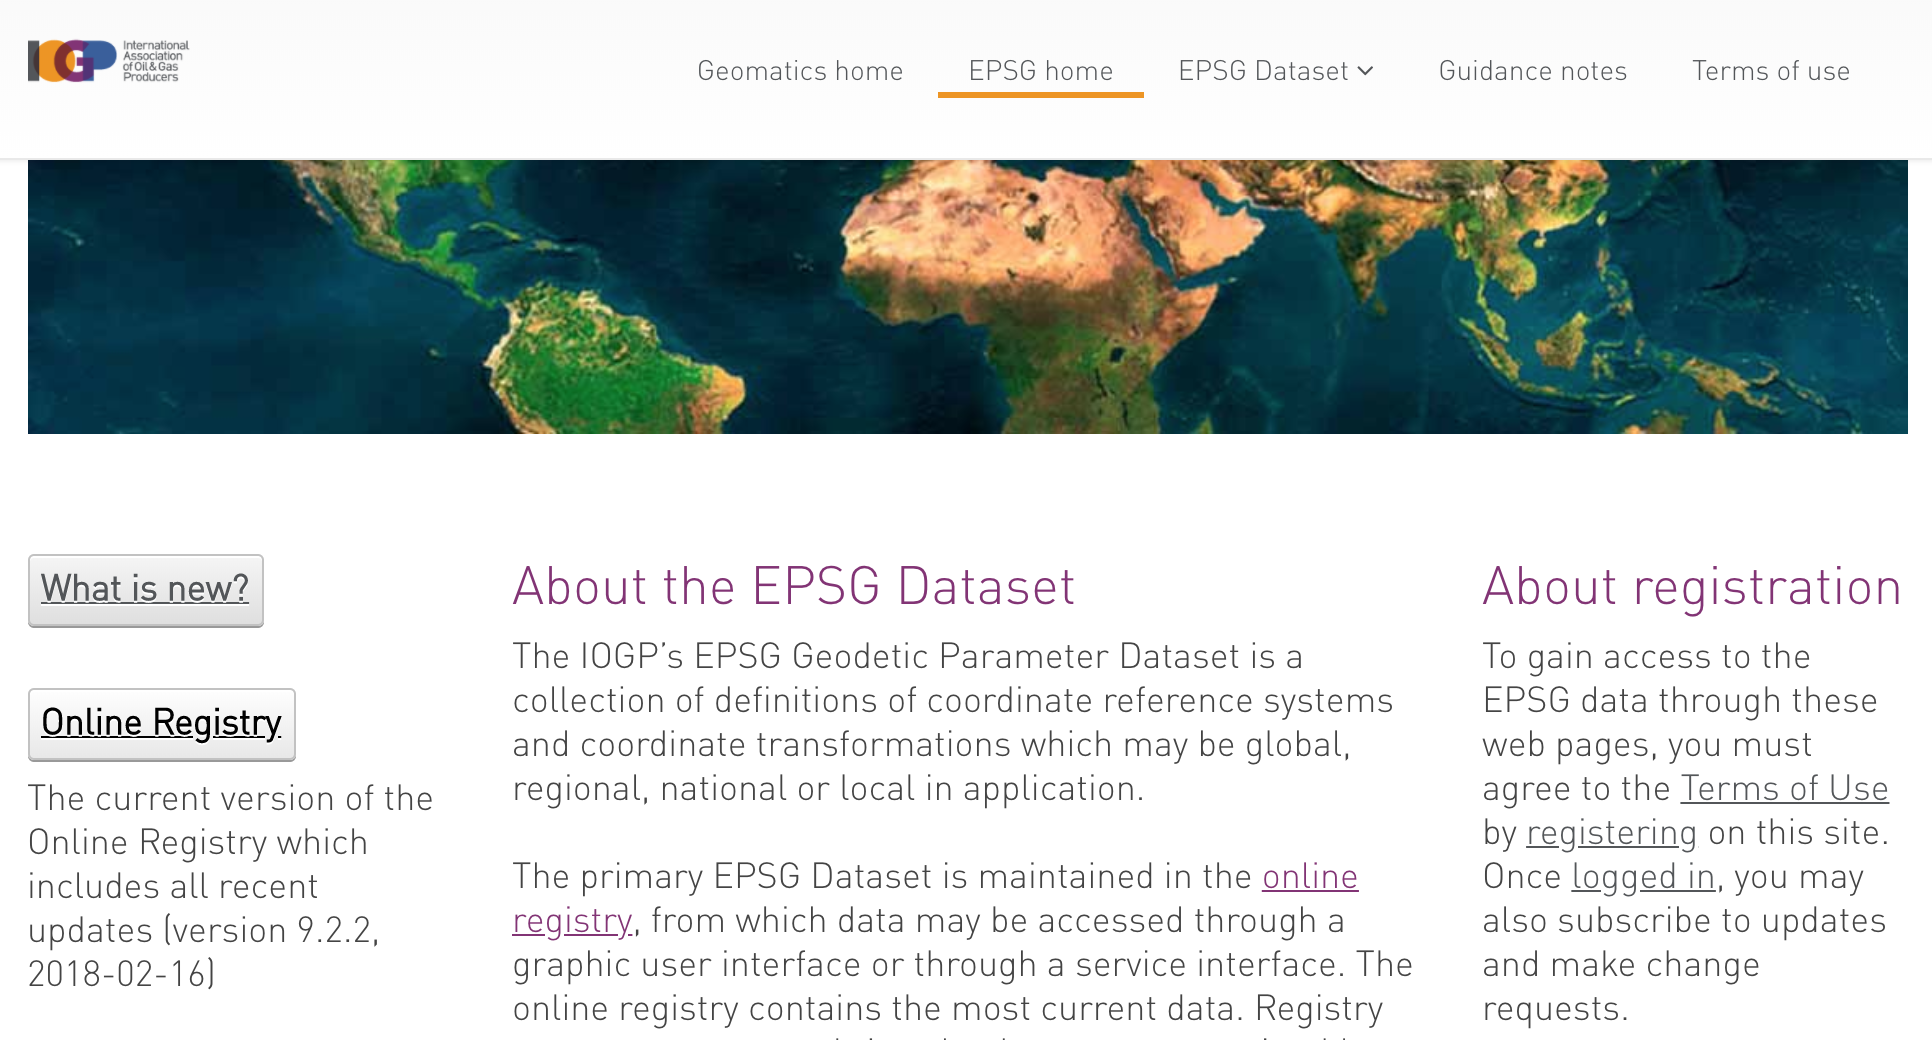 IOGP
International
Association
of Oil & Gas
Producers
Geomatics home
EPSG home
EPSG Dataset
Guidance notes
Terms of use
What is new?
Online Registry
The current version of the
Online Registry which
includes all recent
updates (version 9.2.2,
2018-02-16)
About the EPSG Dataset
The IOGP’s EPSG Geodetic Parameter Dataset is a
collection of definitions of coordinate reference systems
and coordinate transformations which may be global,
regional, national or local in application.
The primary EPSG Dataset is maintained in the online
registry, from which data may be accessed through a
graphic user interface or through a service interface. The
online registry contains the most current data. Registry
About registration
To gain access to the
EPSG data through these
web pages, you must
agree to the Terms of Use
by registering on this site.
Once logged in, you may
also subscribe to updates
and make change
requests.